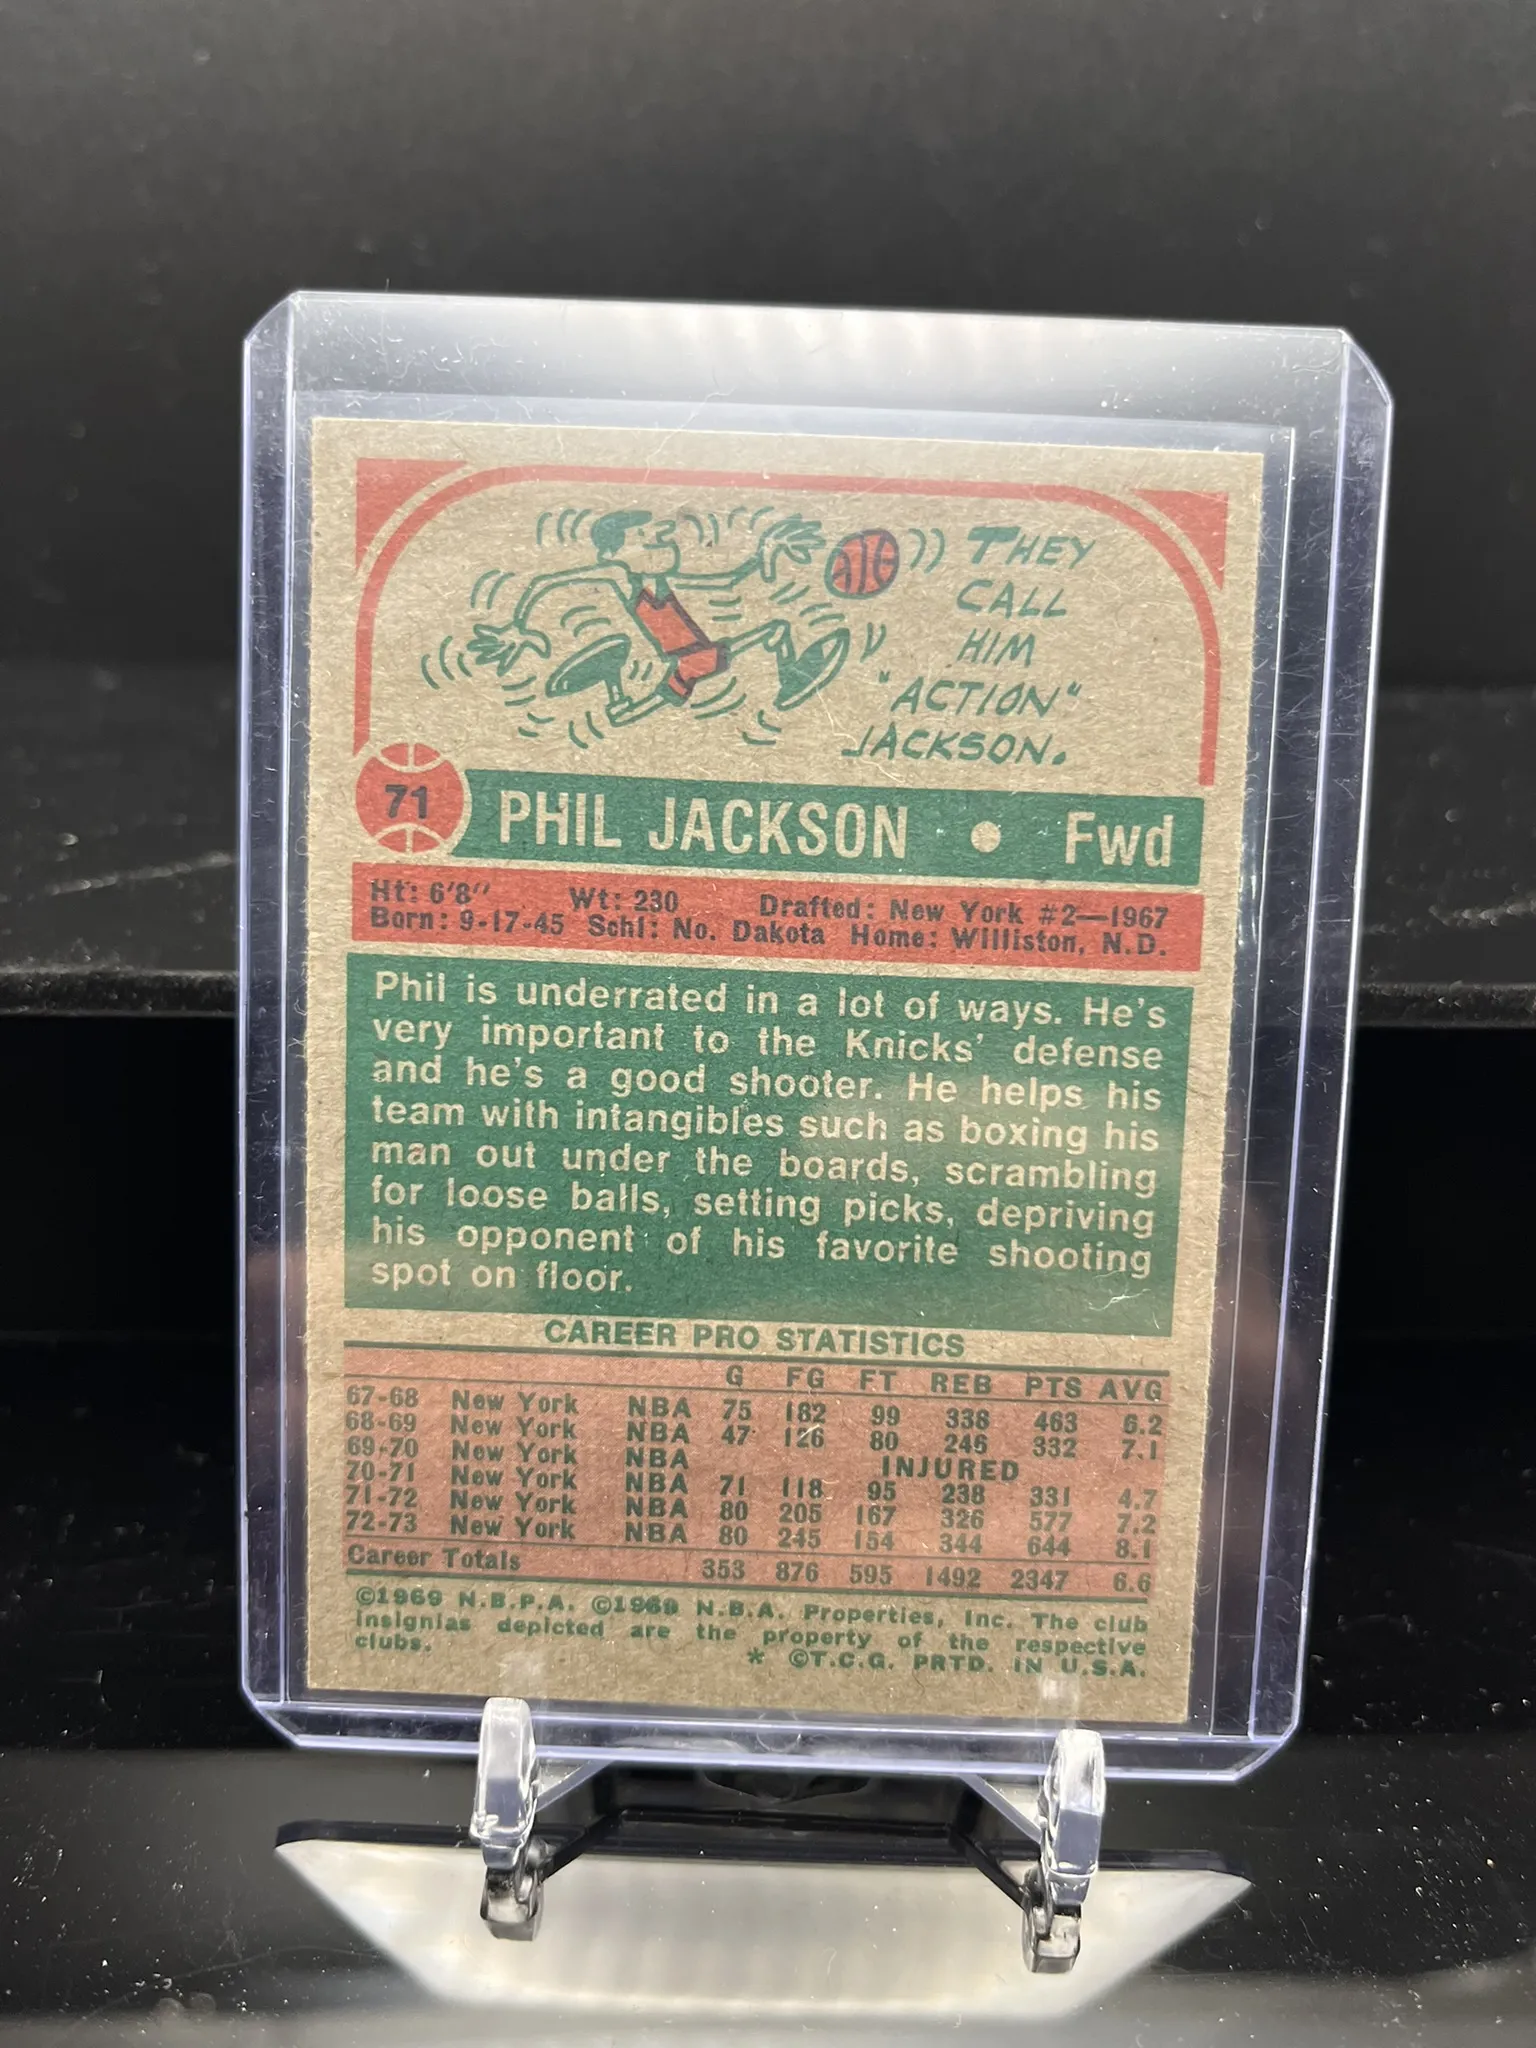 THEY
CALL
HIM
"ACTION"
JACKSON.
71 PHIL JACKSON • Fwd
Ht: 6'8" Wt: 230 Drafted: New York #2—1967
Born: 9-17-45 Schl: No. Dakota Home: Williston, N.D.
Phil is underrated in a lot of ways. He's
very important to the Knicks' defense
and he's a good shooter. He helps his
team with intangibles such as boxing his
man out under the boards, scrambling
for loose balls, setting picks, depriving
his opponent of his favorite shooting
spot on floor.
CAREER PRO STATISTICS
G FG FT REB PTS AVG
67-68 New York NBA 75 182 99 338 463 6.2
68-69 New York NBA 47 126 80 246 332 7.1
69-70 New York NBA INJURED
70-71 New York NBA 71 118 95 238 331 4.7
71-72 New York NBA 80 205 167 326 577 7.2
72-73 New York NBA 80 245 154 344 644 8.1
Career Totals 353 876 595 1492 2347 6.6
©1969 N.B.P.A. ©1969 N.B.A. Properties, Inc. The club
insignias depicted are the property of the respective
clubs. * ©T.C.G. PRTD. IN U.S.A.